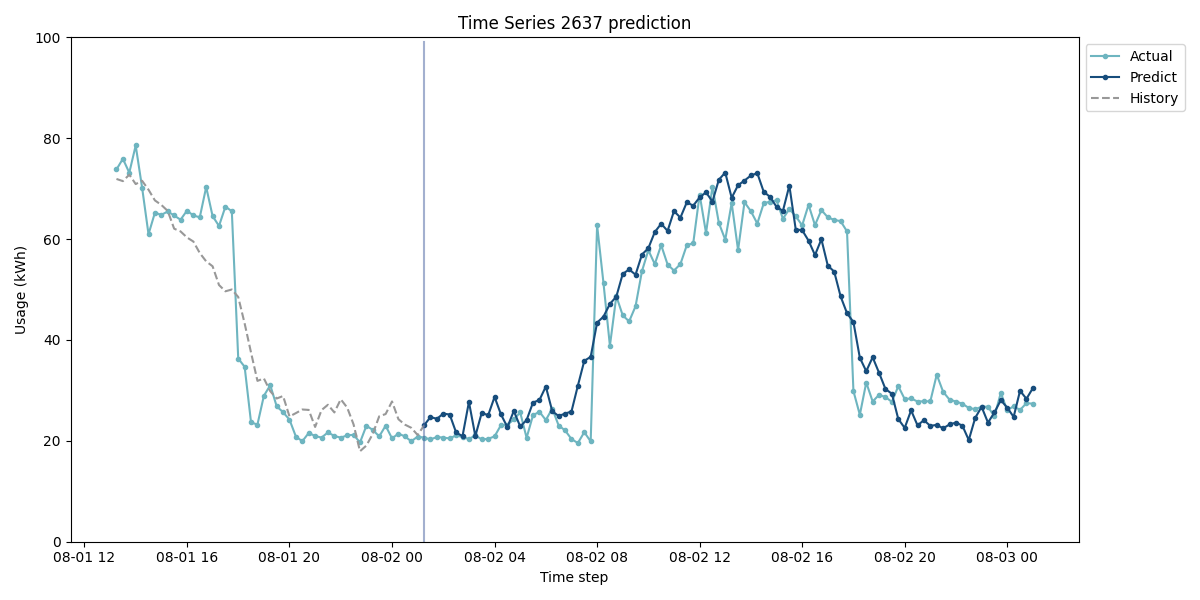 Time Series 2637 prediction
100
80
60
40
20
0
Usage (kWh)
08-01 12
08-01 16
08-01 20
08-02 00
08-02 04
08-02 08
08-02 12
08-02 16
08-02 20
08-03 00
Time step
Actual
Predict
History